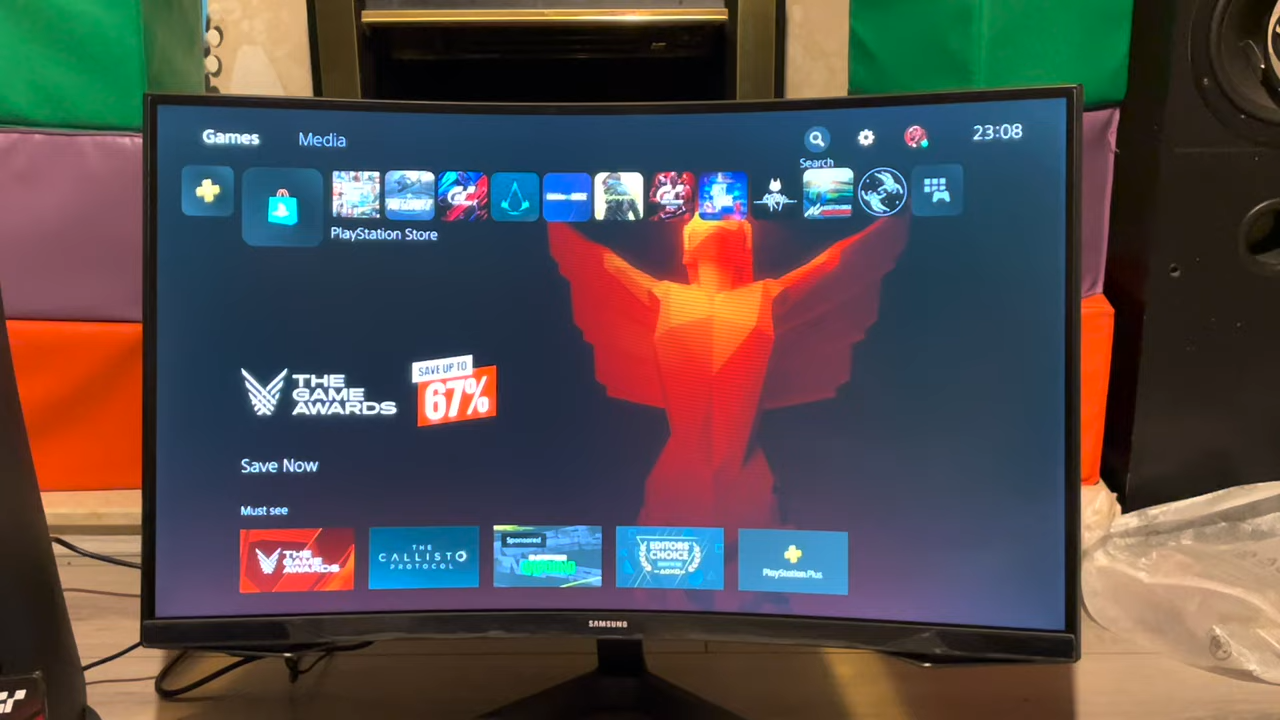 Games
Media
23:08
Search
PlayStation Store
THE
GAME
AWARDS
SAVE UP TO
67%
Save Now
Must see
THE
GAME
AWARDS
THE
CALLISTO
PROTOCOL
Sponsored
EDITORS'
CHOICE
PlayStation Plus
SAMSUNG